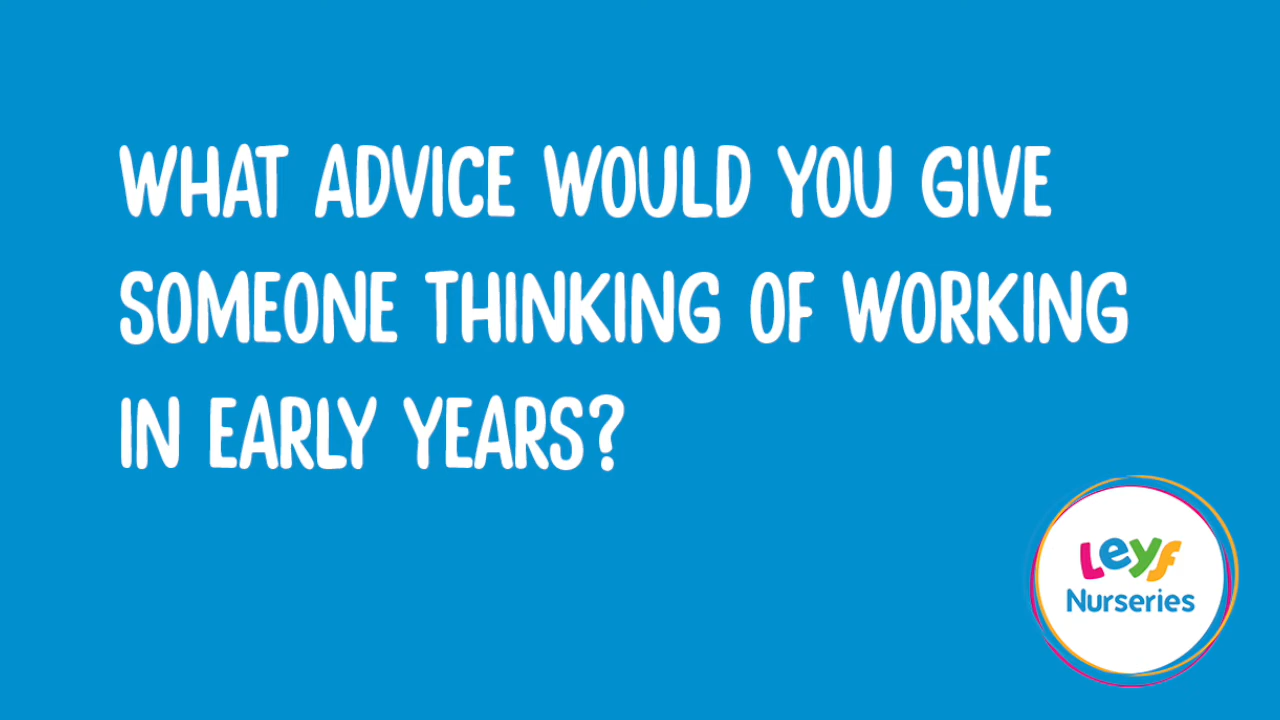 WHAT ADVICE WOULD YOU GIVE
SOMEONE THINKING OF WORKING
IN EARLY YEARS?
Leyf
Nurseries